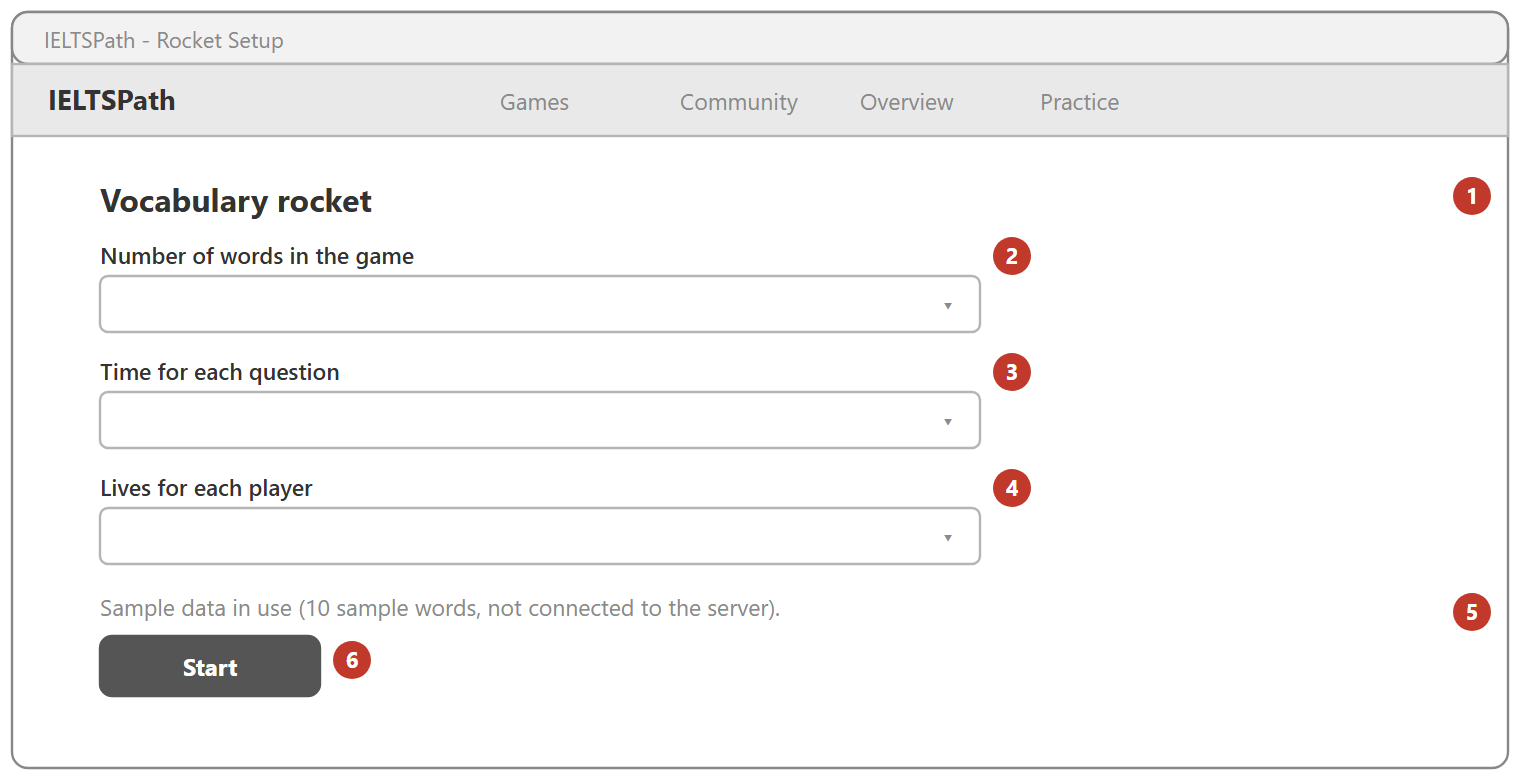 IELTSPath - Rocket Setup
IELTSPath Games Community Overview Practice
Vocabulary rocket 1
Number of words in the game 2
Time for each question 3
Lives for each player 4
Sample data in use (10 sample words, not connected to the server). 5
Start 6